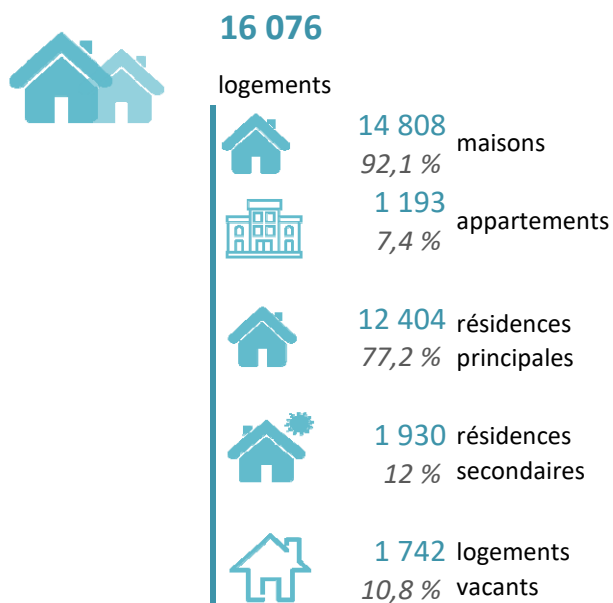 16 076
logements
14 808
92,1 %
maisons
1 193
7,4 %
appartements
12 404 résidences
77,2 % principales
1 930 résidences
12 % secondaires
1 742 logements
10,8 % vacants